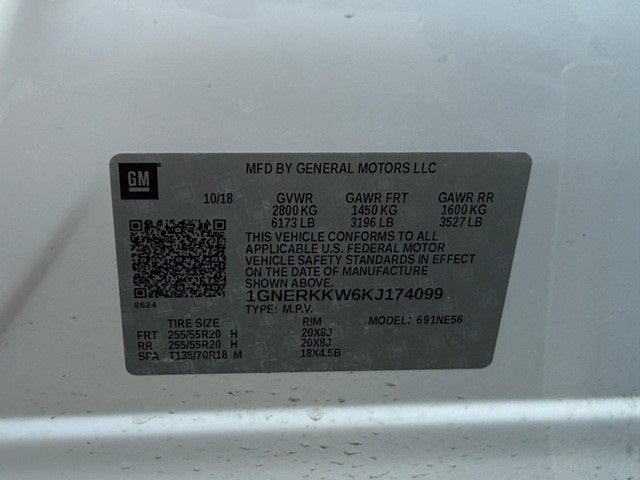 GM
MFD BY GENERAL MOTORS LLC
10/18 GVWR GAWR FRT GAWR RR
2800 KG 1450 KG 1600 KG
6173 LB 3196 LB 3527 LB
THIS VEHICLE CONFORMS TO ALL
APPLICABLE U.S. FEDERAL MOTOR
VEHICLE SAFETY STANDARDS IN EFFECT
ON THE DATE OF MANUFACTURE
SHOWN ABOVE.
8624
1GNERKKW6KJ174099
TYPE: M.P.V. MODEL: 691NE56
TIRE SIZE RIM
FRT 255/55R20 H 20X8J
RR 255/55R20 H 20X8J
SPA T135/70R18 M 18X4.5B